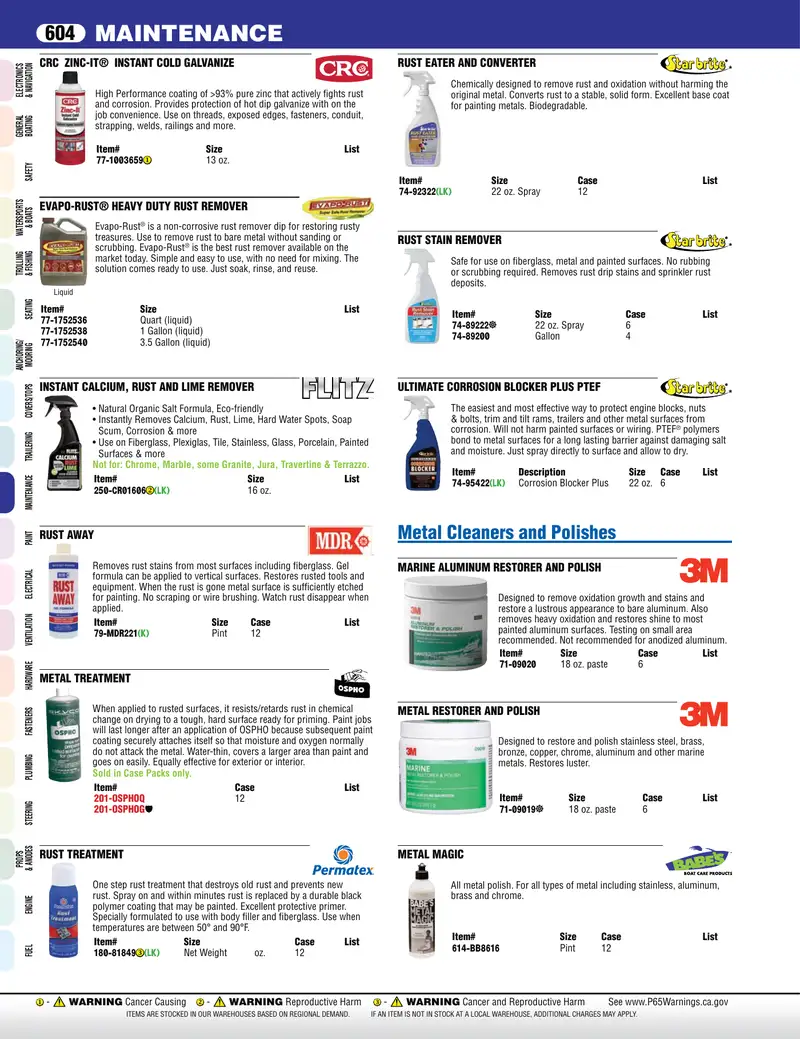 604 MAINTENANCE
ELECTRONICS
& NAVIGATION
GENERAL
BOATING
SAFETY
WATERSPORTS
& BOATS
TROLLING
& FISHING
SEATING
ANCHORING/
MOORING
COVERS/TOPS
TRAILERING
MAINTENANCE
PAINT
ELECTRICAL
VENTILATION
HARDWARE
FASTENERS
PLUMBING
STEERING
PROPS
& ANODES
ENGINE
FUEL
CRC ZINC-IT® INSTANT COLD GALVANIZE
CRC
High Performance coating of >93% pure zinc that actively fights rust
and corrosion. Provides protection of hot dip galvanize with on the
job convenience. Use on threads, exposed edges, fasteners, conduit,
strapping, welds, railings and more.
Item# Size List
77-1003659① 13 oz.
EVAPO-RUST® HEAVY DUTY RUST REMOVER
EVAPO-RUST
Super Safe Rust Remover
Evapo-Rust® is a non-corrosive rust remover dip for restoring rusty
treasures. Use to remove rust to bare metal without sanding or
scrubbing. Evapo-Rust® is the best rust remover available on the
market today. Simple and easy to use, with no need for mixing. The
solution comes ready to use. Just soak, rinse, and reuse.
Liquid
Item# Size List
77-1752536 Quart (liquid)
77-1752538 1 Gallon (liquid)
77-1752540 3.5 Gallon (liquid)
INSTANT CALCIUM, RUST AND LIME REMOVER
FLITZ
• Natural Organic Salt Formula, Eco-friendly
• Instantly Removes Calcium, Rust, Lime, Hard Water Spots, Soap
Scum, Corrosion & more
• Use on Fiberglass, Plexiglas, Tile, Stainless, Glass, Porcelain, Painted
Surfaces & more
Not for: Chrome, Marble, some Granite, Jura, Travertine & Terrazzo.
Item# Size List
250-CR01606②(LK) 16 oz.
RUST AWAY
MDR
RUST
AWAY
Removes rust stains from most surfaces including fiberglass. Gel
formula can be applied to vertical surfaces. Restores rusted tools and
equipment. When the rust is gone metal surface is sufficiently etched
for painting. No scraping or wire brushing. Watch rust disappear when
applied.
Item# Size Case List
79-MDR221(K) Pint 12
METAL TREATMENT
OSPHO
OSPHO
When applied to rusted surfaces, it resists/retards rust in chemical
change on drying to a tough, hard surface ready for priming. Paint jobs
will last longer after an application of OSPHO because subsequent paint
coating securely attaches itself so that moisture and oxygen normally
do not attack the metal. Water-thin, covers a larger area than paint and
goes on easily. Equally effective for exterior or interior.
Sold in Case Packs only.
Item# Case List
201-OSPHOQ 12
201-OSPHOG
RUST TREATMENT
Permatex®
One step rust treatment that destroys old rust and prevents new
rust. Spray on and within minutes rust is replaced by a durable black
polymer coating that may be painted. Excellent protective primer.
Specially formulated to use with body filler and fiberglass. Use when
temperatures are between 50° and 90°F.
Item# Size Case List
180-81849③(LK) Net Weight oz. 12
RUST EATER AND CONVERTER
Star brite®
Chemically designed to remove rust and oxidation without harming the
original metal. Converts rust to a stable, solid form. Excellent base coat
for painting metals. Biodegradable.
Item# Size Case List
74-92322(LK) 22 oz. Spray 12
RUST STAIN REMOVER
Star brite®
Safe for use on fiberglass, metal and painted surfaces. No rubbing
or scrubbing required. Removes rust drip stains and sprinkler rust
deposits.
Item# Size Case List
74-89222 22 oz. Spray 6
74-89200 Gallon 4
ULTIMATE CORROSION BLOCKER PLUS PTEF
Star brite®
The easiest and most effective way to protect engine blocks, nuts
& bolts, trim and tilt rams, trailers and other metal surfaces from
corrosion. Will not harm painted surfaces or wiring. PTEF® polymers
bond to metal surfaces for a long lasting barrier against damaging salt
and moisture. Just spray directly to surface and allow to dry.
Item# Description Size Case List
74-95422(LK) Corrosion Blocker Plus 22 oz. 6
Metal Cleaners and Polishes
MARINE ALUMINUM RESTORER AND POLISH
3M
Designed to remove oxidation growth and stains and
restore a lustrous appearance to bare aluminum. Also
removes heavy oxidation and restores shine to most
painted aluminum surfaces. Testing on small area
recommended. Not recommended for anodized aluminum.
Item# Size Case List
71-09020 18 oz. paste 6
METAL RESTORER AND POLISH
3M
Designed to restore and polish stainless steel, brass,
bronze, copper, chrome, aluminum and other marine
metals. Restores luster.
Item# Size Case List
71-09019 18 oz. paste 6
METAL MAGIC
BABE'S
BOAT CARE PRODUCTS
All metal polish. For all types of metal including stainless, aluminum,
brass and chrome.
Item# Size Case List
614-BB8616 Pint 12
① - WARNING Cancer Causing ② - WARNING Reproductive Harm ③ - WARNING Cancer and Reproductive Harm See www.P65Warnings.ca.gov
ITEMS ARE STOCKED IN OUR WAREHOUSES BASED ON REGIONAL DEMAND. IF AN ITEM IS NOT IN STOCK AT A LOCAL WAREHOUSE, ADDITIONAL CHARGES MAY APPLY.